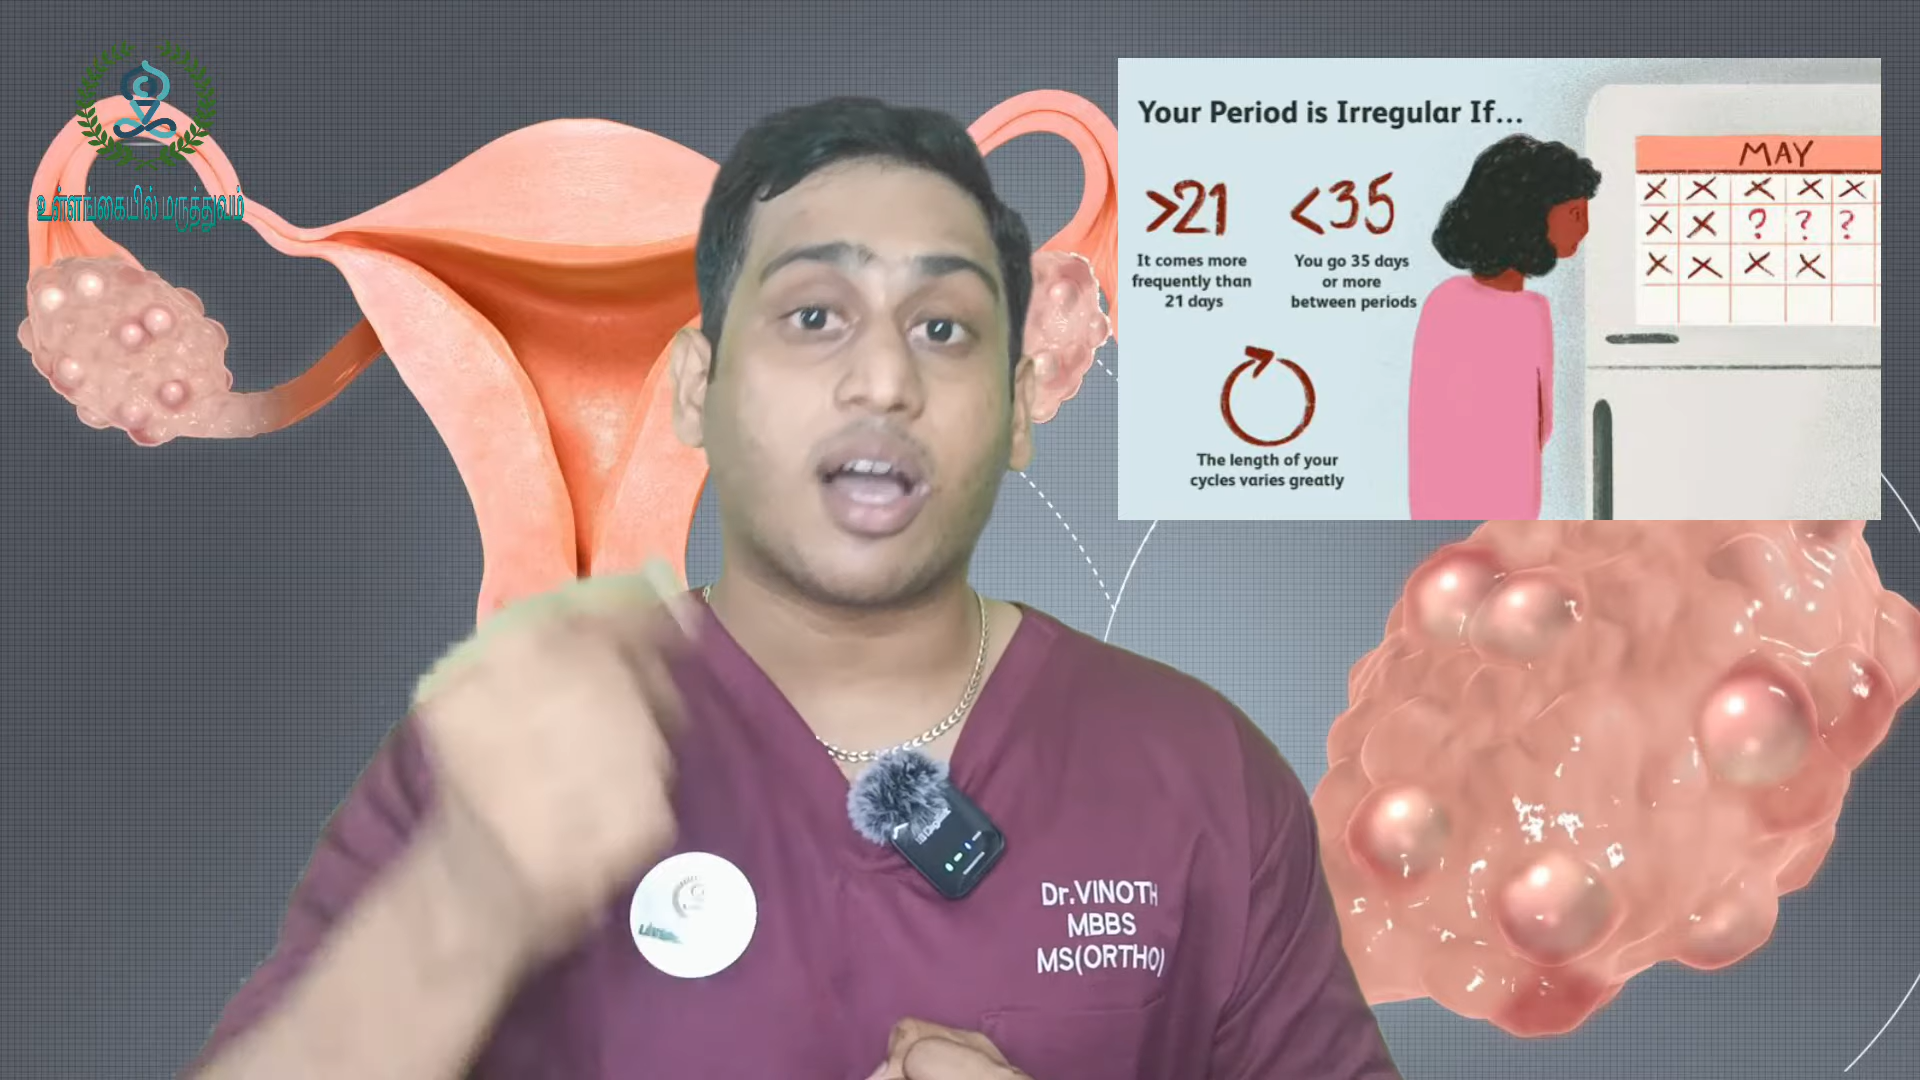 உள்ளங்கையில் மருத்துவம்
Your Period is Irregular If...
>21
<35
It comes more
frequently than
21 days
You go 35 days
or more
between periods
The length of your
cycles varies greatly
MAY
? ? ?
Dr.VINOTH
MBBS
MS(ORTHO)